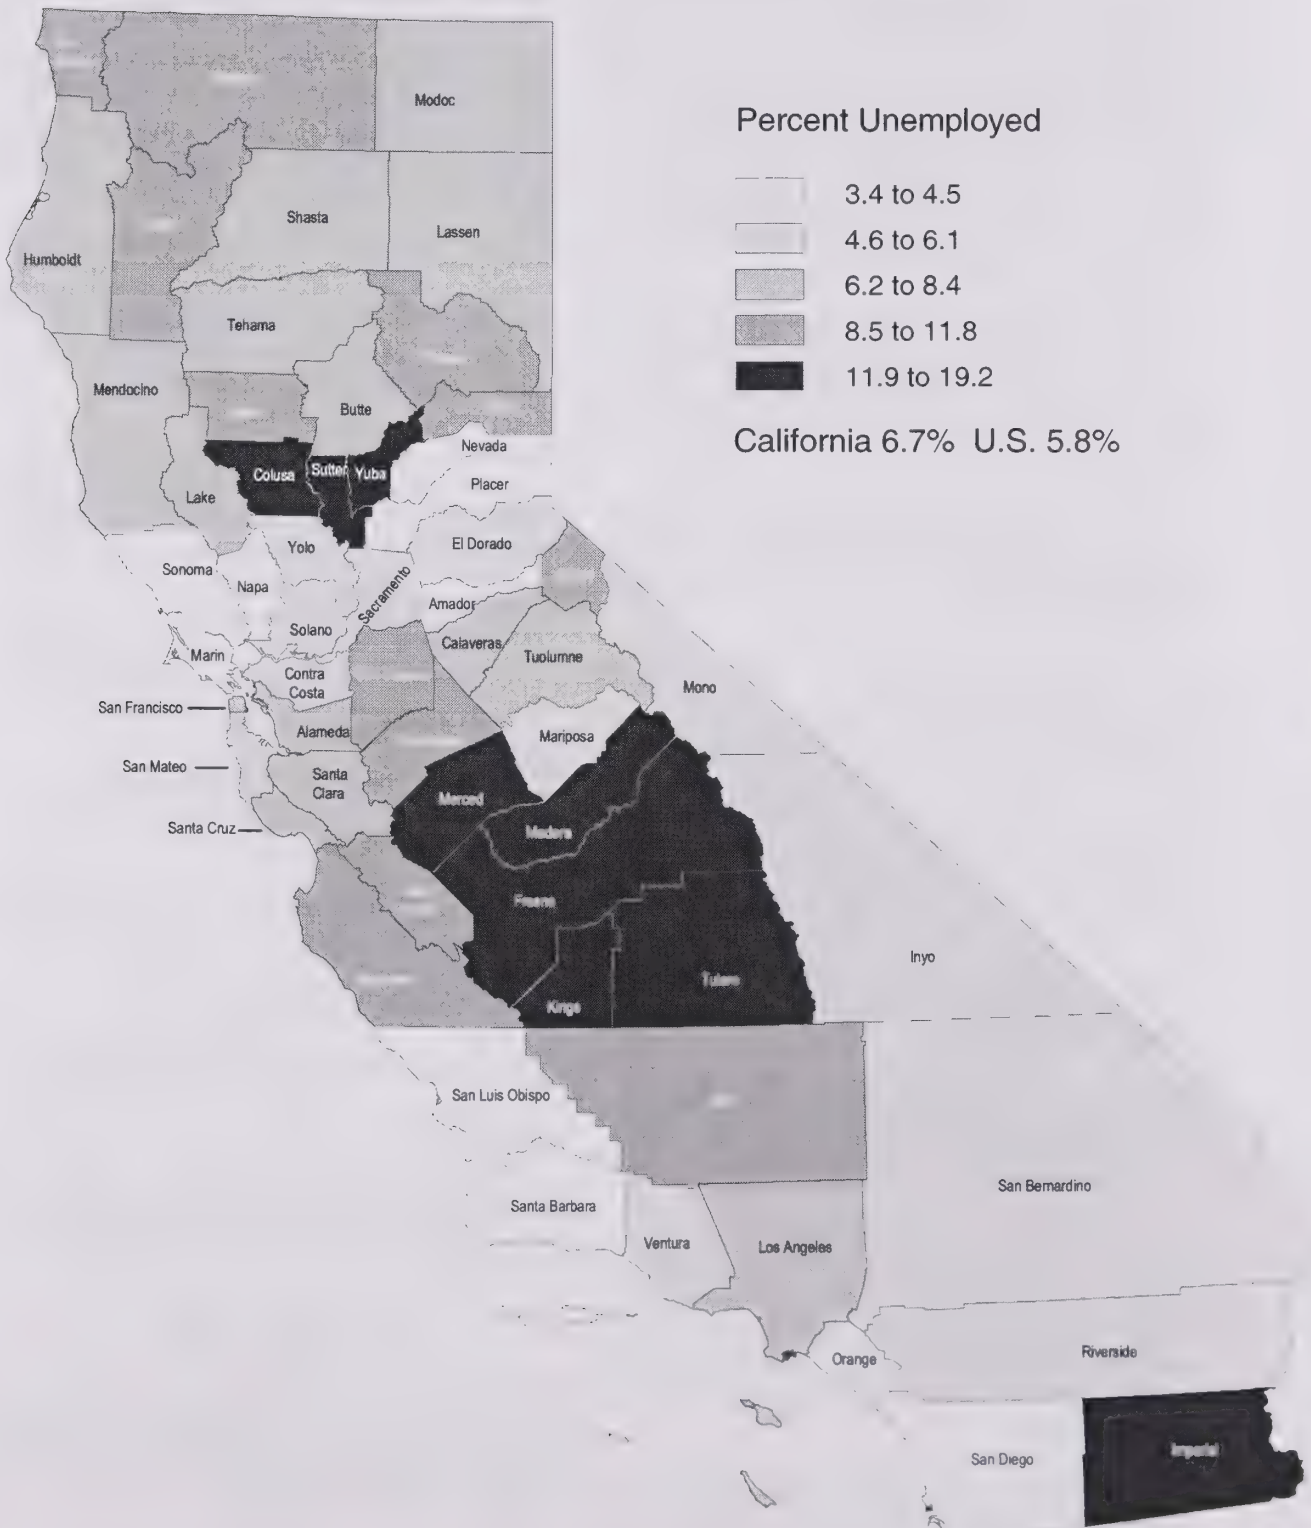 Percent Unemployed
3.4 to 4.5
4.6 to 6.1
6.2 to 8.4
8.5 to 11.8
11.9 to 19.2
California 6.7% U.S. 5.8%
Modoc
Shasta
Lassen
Humboldt
Tehama
Mendocino
Butte
Nevada
Colusa
Sutter
Yuba
Placer
Lake
Yolo
El Dorado
Sonoma
Napa
Sacramento
Amador
Solano
Calaveras
Marin
Tuolumne
Contra
Costa
Mono
San Francisco
Alameda
Mariposa
San Mateo
Santa
Clara
Merced
Santa Cruz
Madera
Fresno
Inyo
Tulare
Kings
San Luis Obispo
San Bernardino
Santa Barbara
Ventura
Los Angeles
Orange
Riverside
San Diego
Imperial